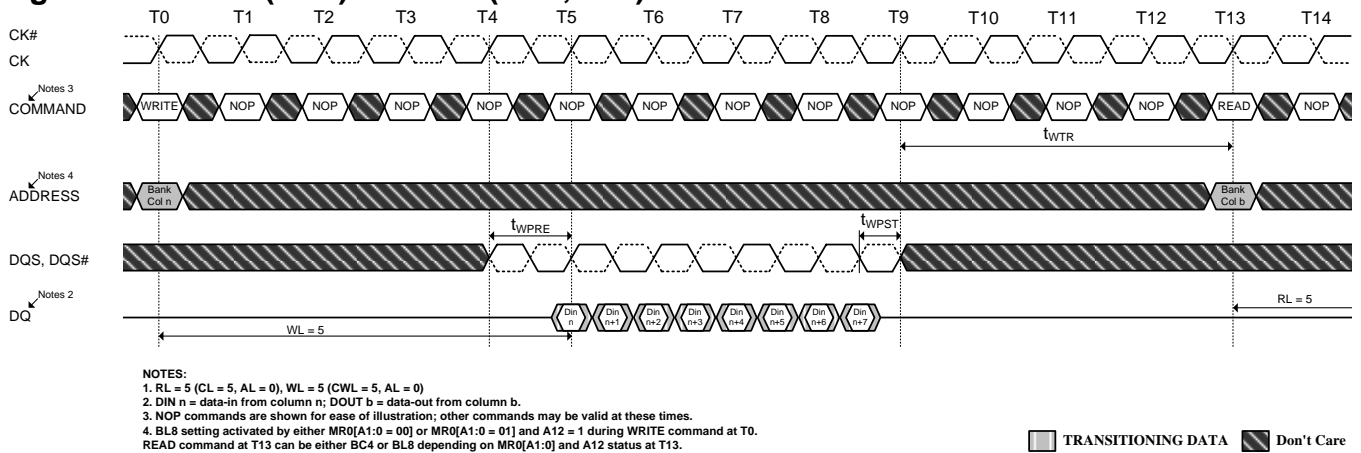 T0 T1 T2 T3 T4 T5 T6 T7 T8 T9 T10 T11 T12 T13 T14
CK#
CK
Notes 3
COMMAND
WRITE NOP NOP NOP NOP NOP NOP NOP NOP NOP NOP NOP NOP READ NOP
tWTR
Notes 4
ADDRESS
Bank
Col n
Bank
Col b
tWPRE
tWPST
DQS, DQS#
Notes 2
DQ
Din
n
Din
n+1
Din
n+2
Din
n+3
Din
n+4
Din
n+5
Din
n+6
Din
n+7
RL = 5
WL = 5
NOTES:
1. RL = 5 (CL = 5, AL = 0), WL = 5 (CWL = 5, AL = 0)
2. DIN n = data-in from column n; DOUT b = data-out from column b.
3. NOP commands are shown for ease of illustration; other commands may be valid at these times.
4. BL8 setting activated by either MR0[A1:0 = 00] or MR0[A1:0 = 01] and A12 = 1 during WRITE command at T0.
READ command at T13 can be either BC4 or BL8 depending on MR0[A1:0] and A12 status at T13.
TRANSITIONING DATA
Don't Care